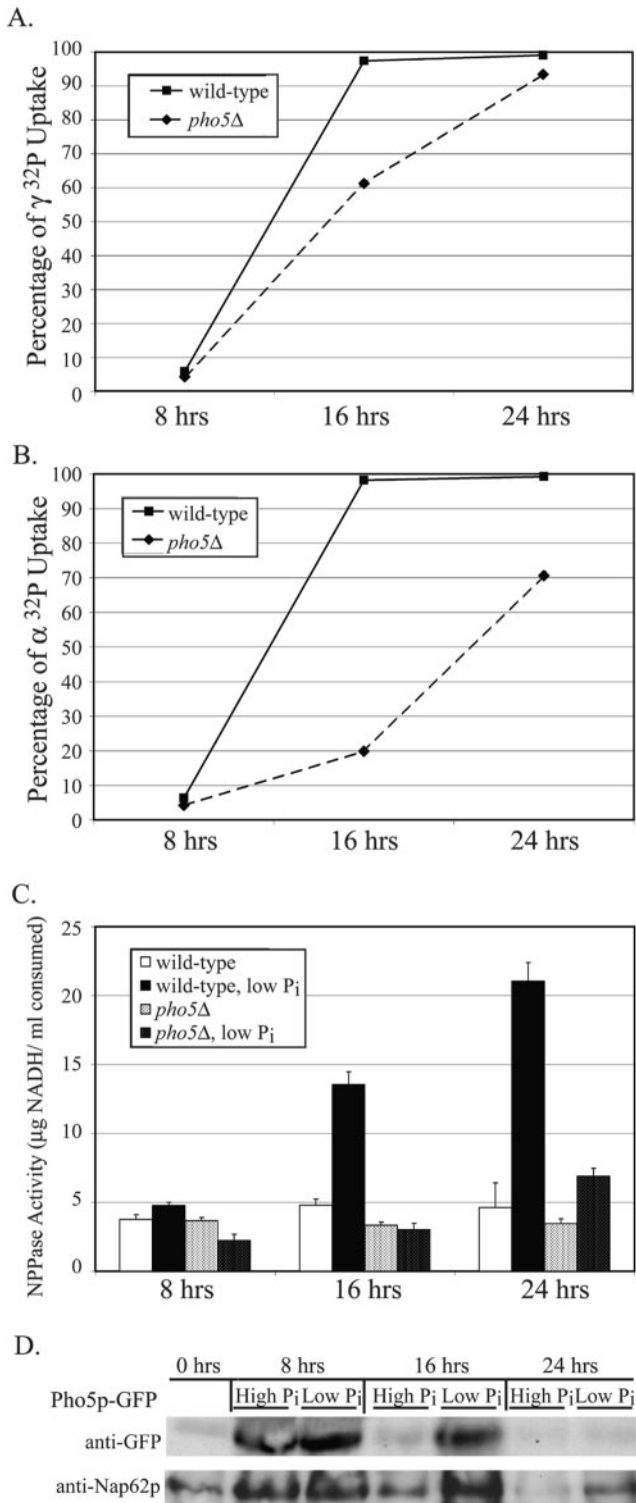 A.
Percentage of γ ³²P Uptake
100
90
80
70
60
50
40
30
20
10
0
wild-type
pho5Δ
8 hrs 16 hrs 24 hrs
B.
Percentage of α ³²P Uptake
100
90
80
70
60
50
40
30
20
10
0
wild-type
pho5Δ
8 hrs 16 hrs 24 hrs
C.
NPPase Activity (μg NADH/ ml consumed)
25
20
15
10
5
0
wild-type
wild-type, low Pi
pho5Δ
pho5Δ, low Pi
8 hrs 16 hrs 24 hrs
D.
0 hrs 8 hrs 16 hrs 24 hrs
Pho5p-GFP High Pi Low Pi High Pi Low Pi High Pi Low Pi
anti-GFP
anti-Nap62p